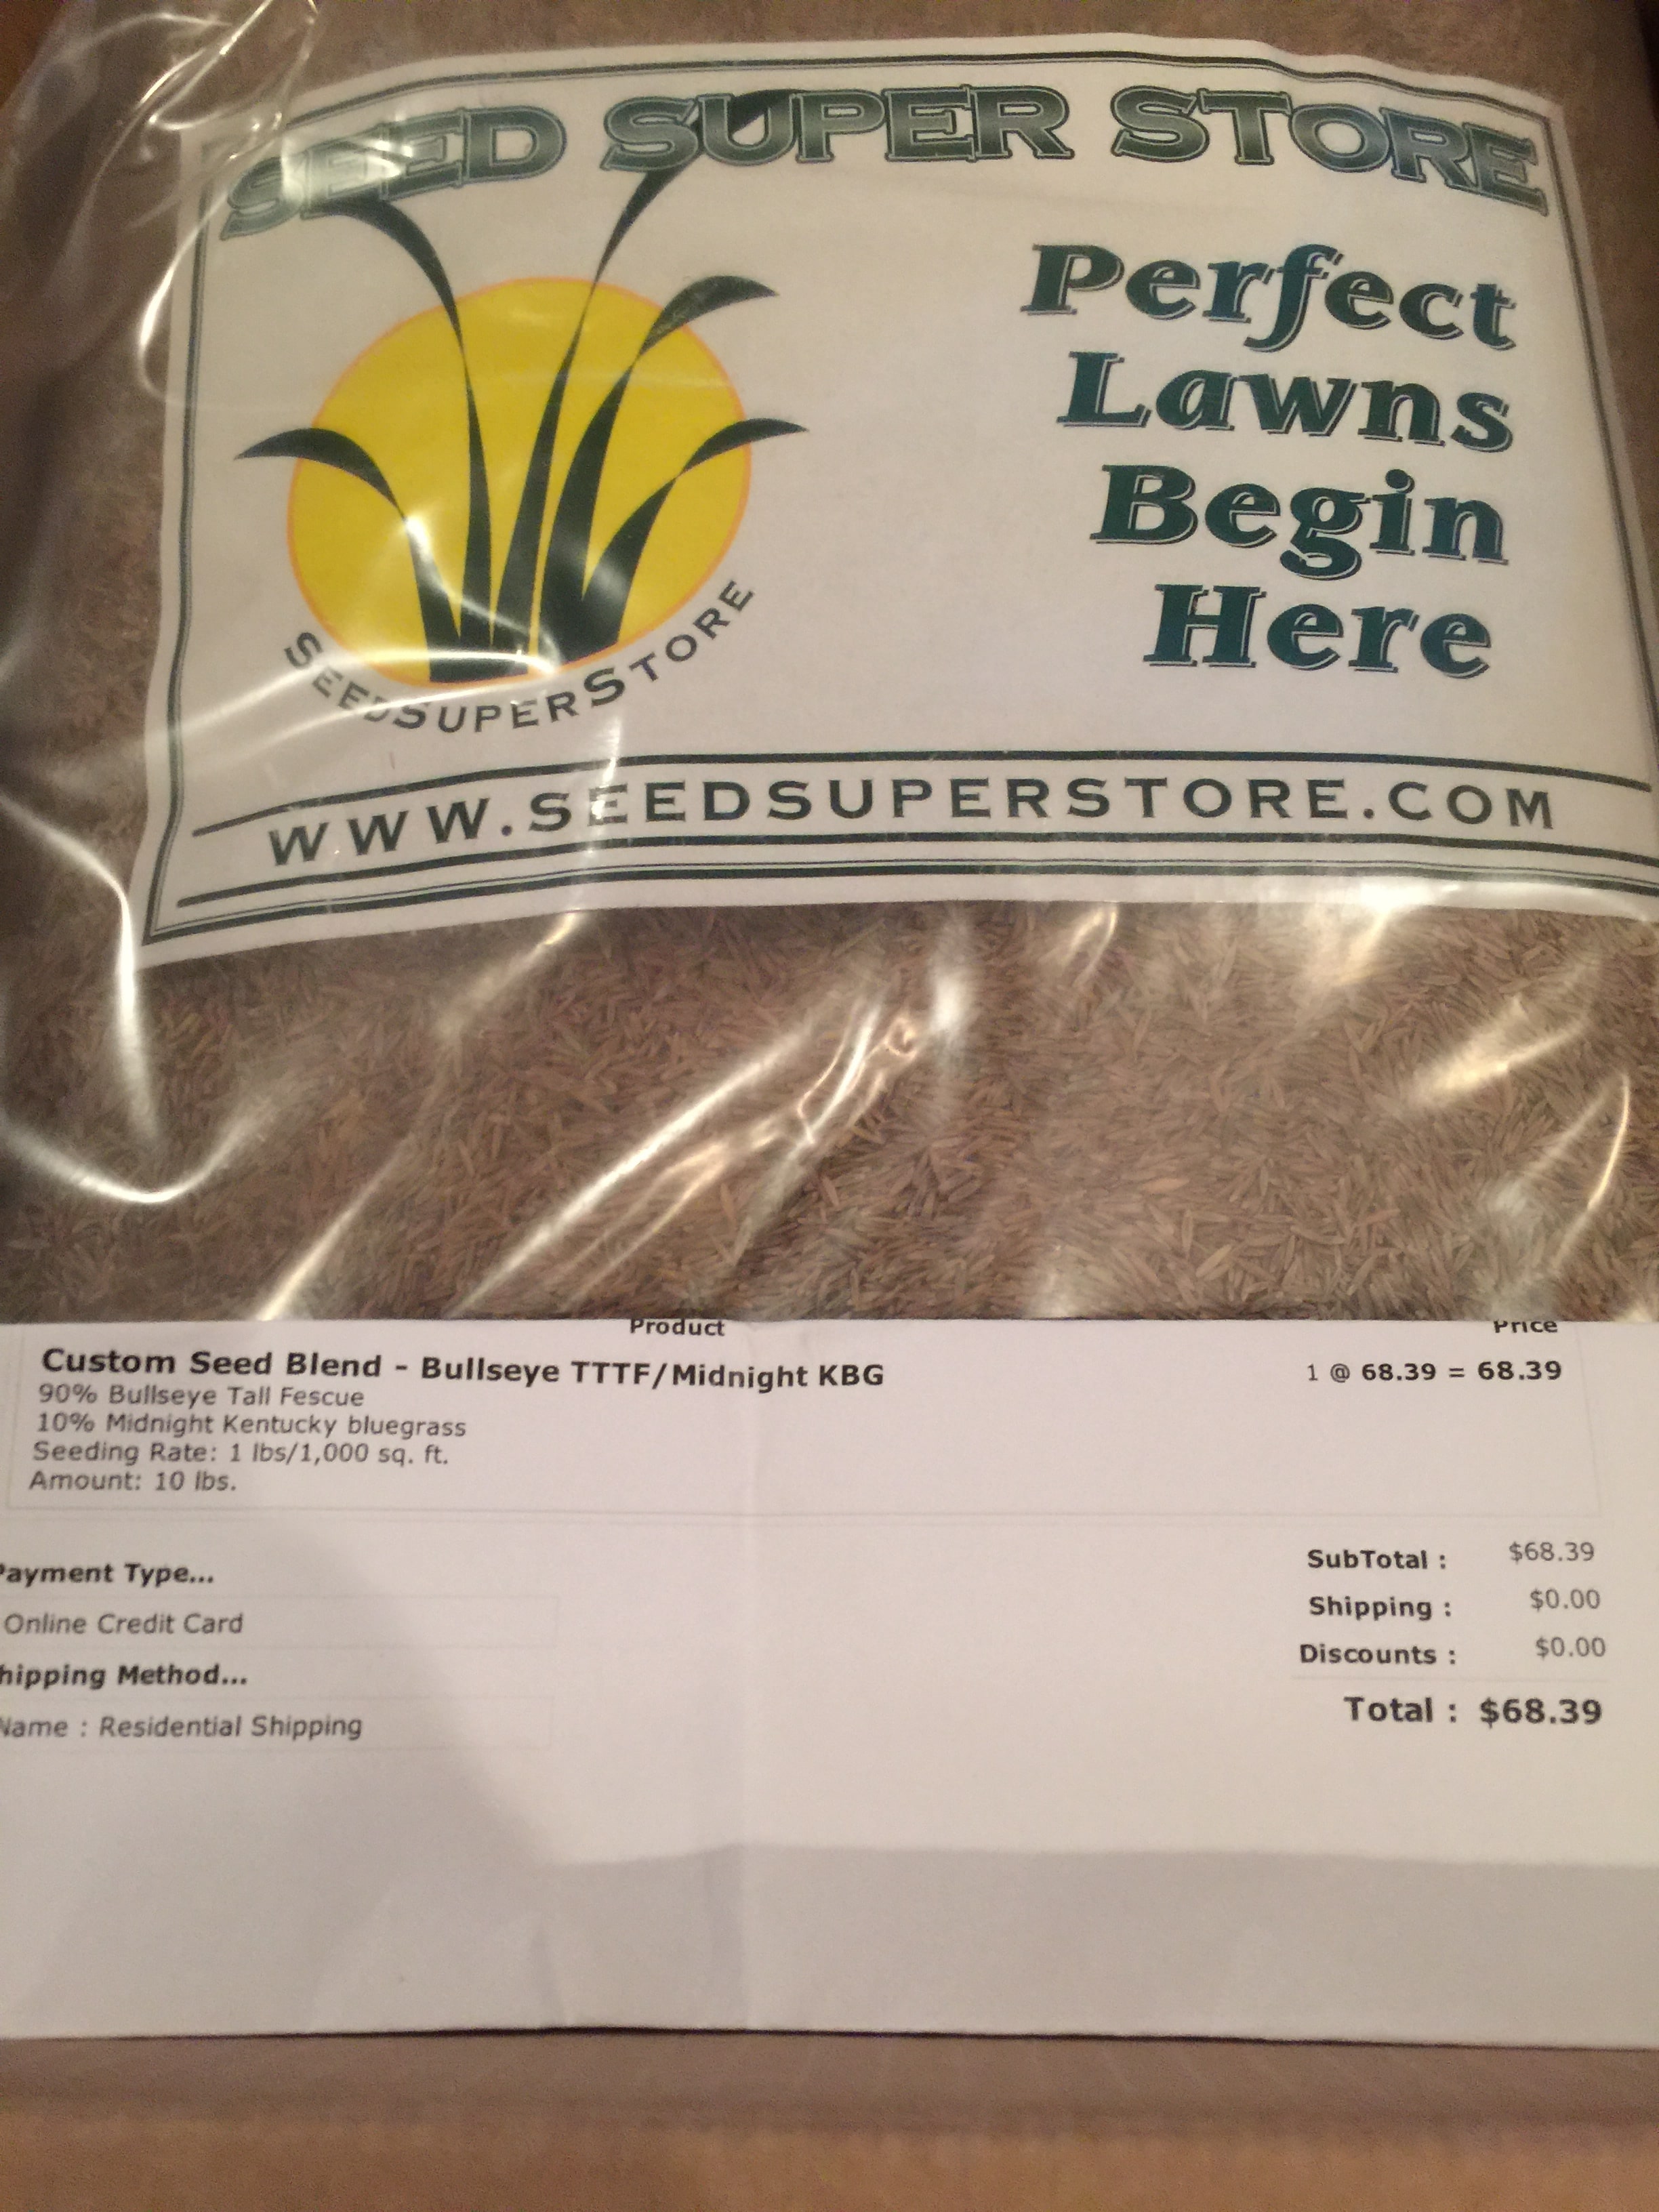 SEED SUPER STORE
Perfect
Lawns
Begin
Here
SEEDSUPERSTORE
WWW.SEEDSUPERSTORE.COM
Product Price
Custom Seed Blend - Bullseye TTTF/Midnight KBG 1 @ 68.39 = 68.39
90% Bullseye Tall Fescue
10% Midnight Kentucky bluegrass
Seeding Rate: 1 lbs/1,000 sq. ft.
Amount: 10 lbs.
SubTotal : $68.39
Payment Type...
Shipping : $0.00
Online Credit Card
Discounts : $0.00
hipping Method...
Total : $68.39
Name : Residential Shipping